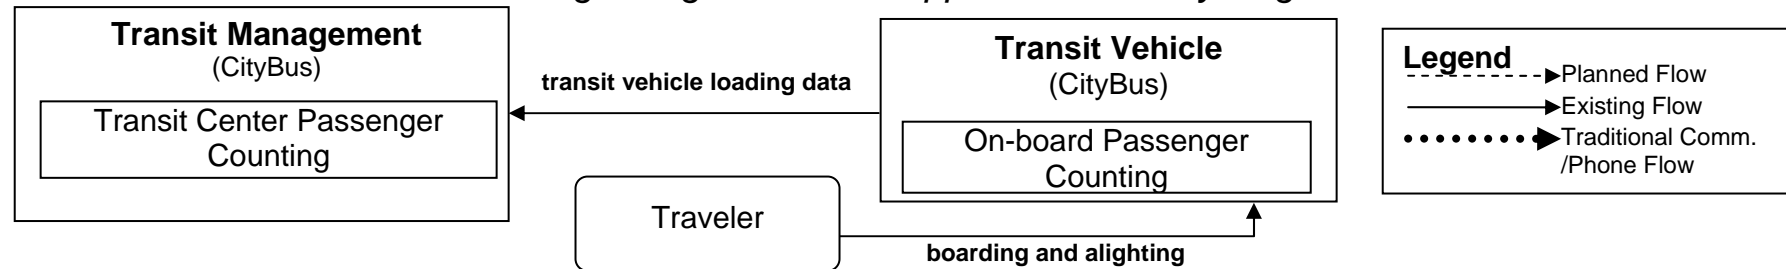 Transit Management
(CityBus)
Transit Center Passenger
Counting
transit vehicle loading data
Transit Vehicle
(CityBus)
On-board Passenger
Counting
Traveler
boarding and alighting
Legend
Planned Flow
Existing Flow
Traditional Comm.
/Phone Flow